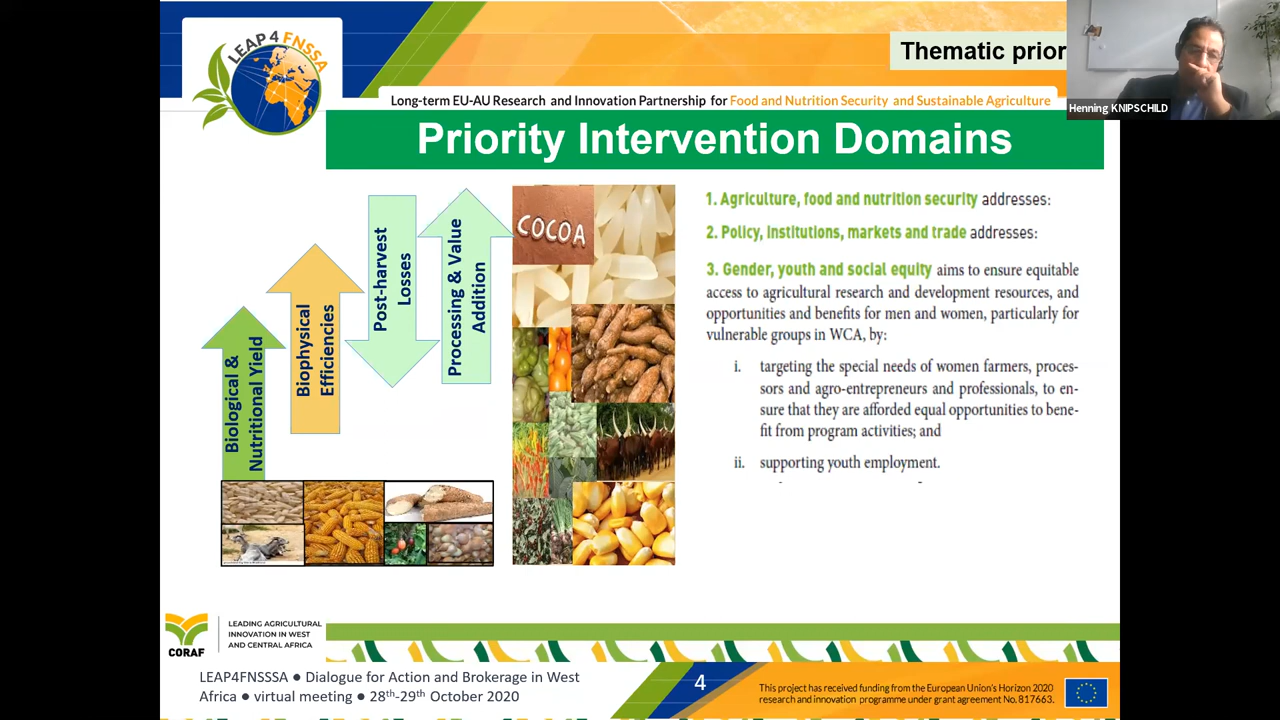 LEAP4FNSSA
Thematic prior
Henning KNIPSCHILD
Long-term EU-AU Research and Innovation Partnership for Food and Nutrition Security and Sustainable Agriculture
Priority Intervention Domains
Biological &
Nutritional Yield
Biophysical
Efficiencies
Post-harvest
Losses
Processing & Value
Addition
COCOA
1. Agriculture, food and nutrition security addresses:
2. Policy, institutions, markets and trade addresses:
3. Gender, youth and social equity aims to ensure equitable
access to agricultural research and development resources, and
opportunities and benefits for men and women, particularly for
vulnerable groups in WCA, by:
i. targeting the special needs of women farmers, proces-
sors and agro-entrepreneurs and professionals, to en-
sure that they are afforded equal opportunities to bene-
fit from program activities; and
ii. supporting youth employment.
CORAF
LEADING AGRICULTURAL
INNOVATION IN WEST
AND CENTRAL AFRICA
LEAP4FNSSSA ● Dialogue for Action and Brokerage in West
Africa ● virtual meeting ● 28th-29th October 2020
4
This project has received funding from the European Union's Horizon 2020
research and innovation programme under grant agreement No. 817663.